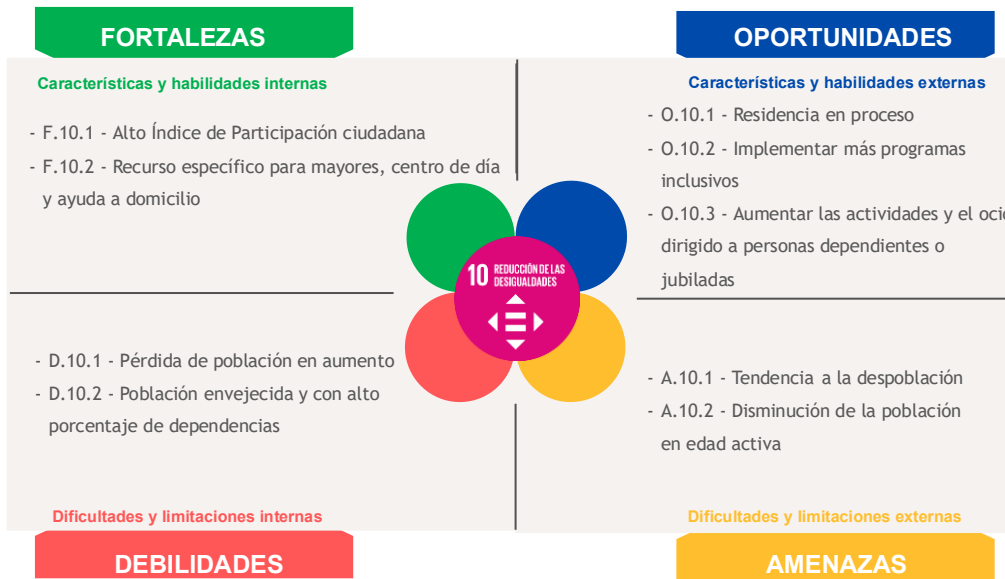 FORTALEZAS
Características y habilidades internas
- F.10.1 - Alto Índice de Participación ciudadana
- F.10.2 - Recurso específico para mayores, centro de día
y ayuda a domicilio
OPORTUNIDADES
Características y habilidades externas
- O.10.1 - Residencia en proceso
- O.10.2 - Implementar más programas
inclusivos
- O.10.3 - Aumentar las actividades y el ocio
dirigido a personas dependientes o
jubiladas
10 REDUCCIÓN DE LAS
DESIGUALDADES
- D.10.1 - Pérdida de población en aumento
- D.10.2 - Población envejecida y con alto
porcentaje de dependencias
Dificultades y limitaciones internas
DEBILIDADES
- A.10.1 - Tendencia a la despoblación
- A.10.2 - Disminución de la población
en edad activa
Dificultades y limitaciones externas
AMENAZAS